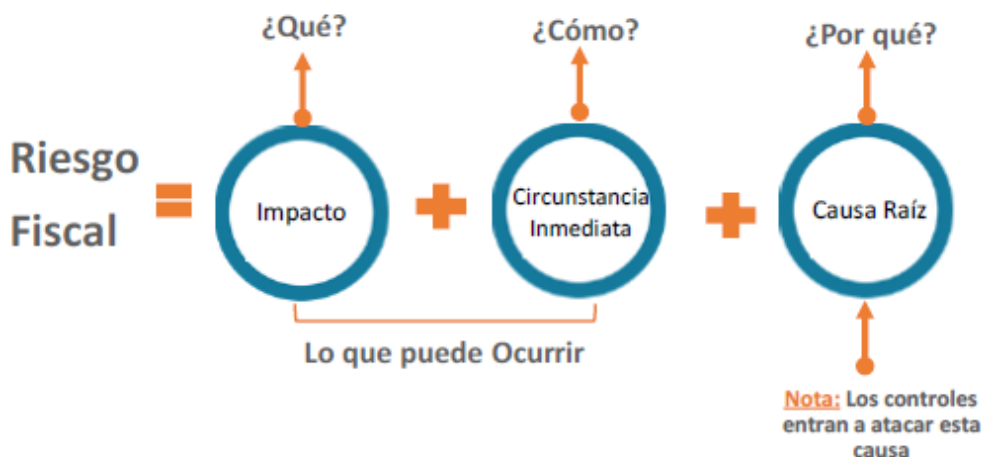 ¿Qué?
¿Cómo?
¿Por qué?
Riesgo
Fiscal
=
Impacto
+
Circunstancia
Inmediata
+
Causa Raíz
Lo que puede Ocurrir
Nota: Los controles
entran a atacar esta
causa